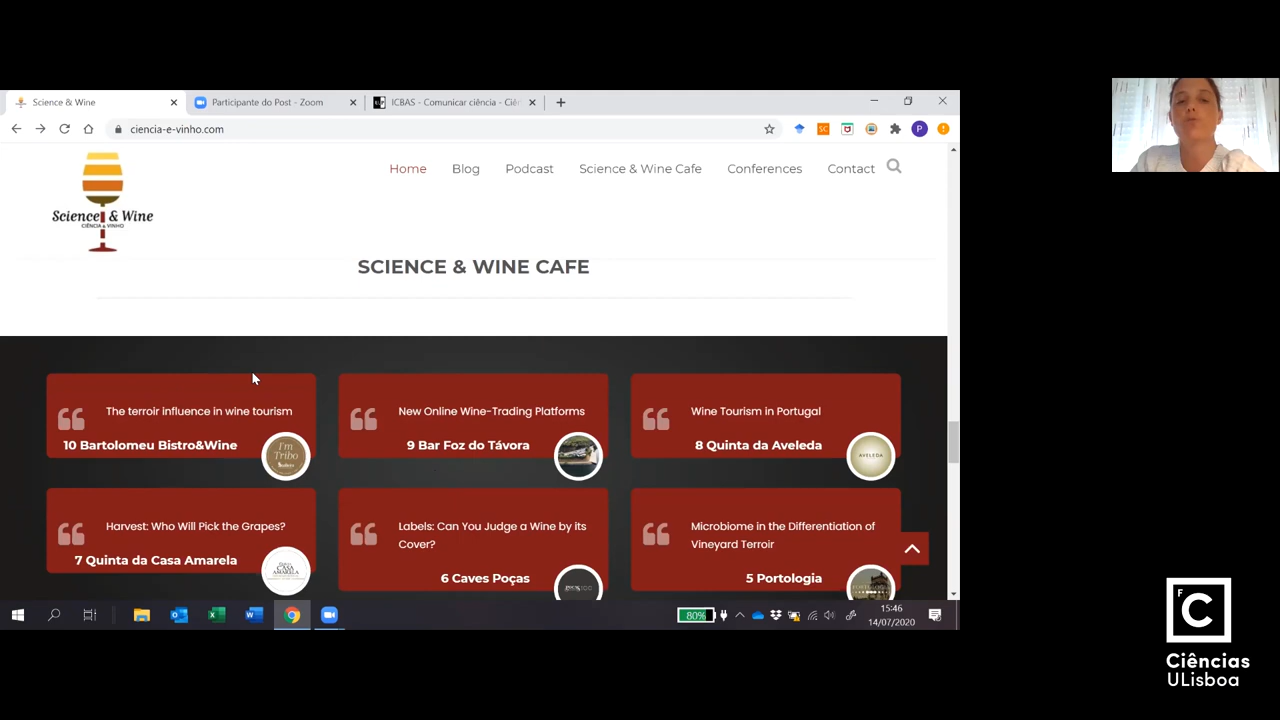 Science & Wine
Participante do Post - Zoom
ICBAS - Comunicar ciência - Ciê
ciencia-e-vinho.com
SC
P
Home
Blog
Podcast
Science & Wine Cafe
Conferences
Contact
Science & Wine
CIÊNCIA & VINHO
SCIENCE & WINE CAFE
The terroir influence in wine tourism
10 Bartolomeu Bistro&Wine
I'm
Tribo
New Online Wine-Trading Platforms
9 Bar Foz do Távora
Wine Tourism in Portugal
8 Quinta da Aveleda
AVELEDA
Harvest: Who Will Pick the Grapes?
7 Quinta da Casa Amarela
CASA
AMARELA
Labels: Can You Judge a Wine by its
Cover?
6 Caves Poças
Microbiome in the Differentiation of
Vineyard Terroir
5 Portologia
80%
15:46
14/07/2020
F
C
Ciências
ULisboa